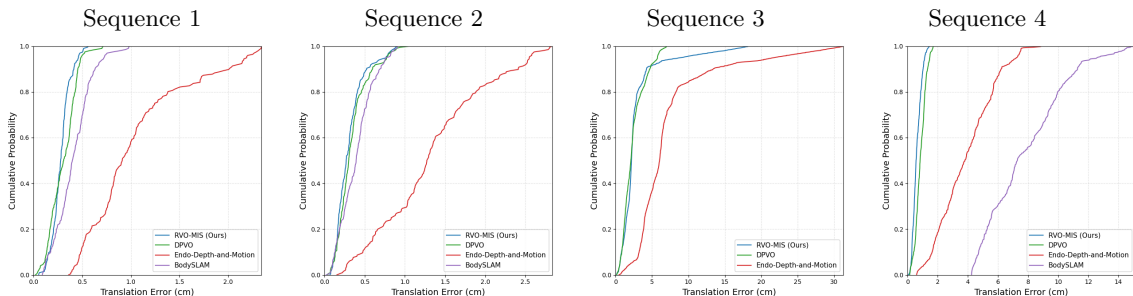 Sequence 1
Sequence 2
Sequence 3
Sequence 4
Cumulative Probability
1.0
0.8
0.6
0.4
0.2
0.0
RVO-MIS (Ours)
DPVO
Endo-Depth-and-Motion
BodySLAM
0.0 0.5 1.0 1.5 2.0
Translation Error (cm)
Cumulative Probability
1.0
0.8
0.6
0.4
0.2
0.0
RVO-MIS (Ours)
DPVO
Endo-Depth-and-Motion
BodySLAM
0.0 0.5 1.0 1.5 2.0 2.5
Translation Error (cm)
Cumulative Probability
1.0
0.8
0.6
0.4
0.2
0.0
RVO-MIS (Ours)
DPVO
Endo-Depth-and-Motion
0 5 10 15 20 25 30
Translation Error (cm)
Cumulative Probability
1.0
0.8
0.6
0.4
0.2
0.0
RVO-MIS (Ours)
DPVO
Endo-Depth-and-Motion
BodySLAM
0 2 4 6 8 10 12 14
Translation Error (cm)